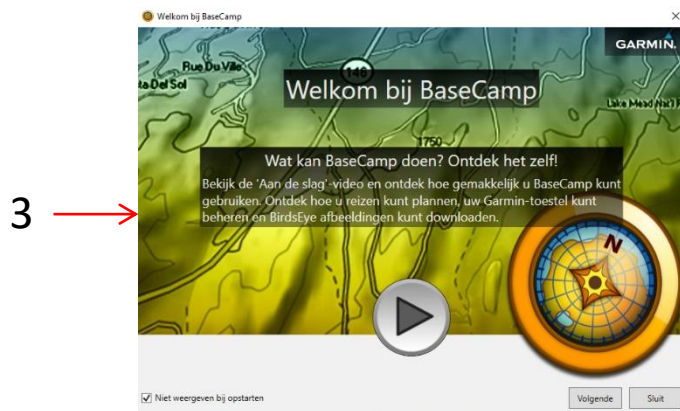 Welkom bij BaseCamp
GARMIN.
Rue Du Ville
ta Del Sol
148
Welkom bij BaseCamp
Lake Mead Nat'l
1750
Wat kan BaseCamp doen? Ontdek het zelf!
Bekijk de 'Aan de slag'-video en ontdek hoe gemakkelijk u BaseCamp kunt
gebruiken. Ontdek hoe u reizen kunt plannen, uw Garmin-toestel kunt
beheren en BirdsEye afbeeldingen kunt downloaden.
3
N
Niet weergeven bij opstarten
Volgende
Sluit